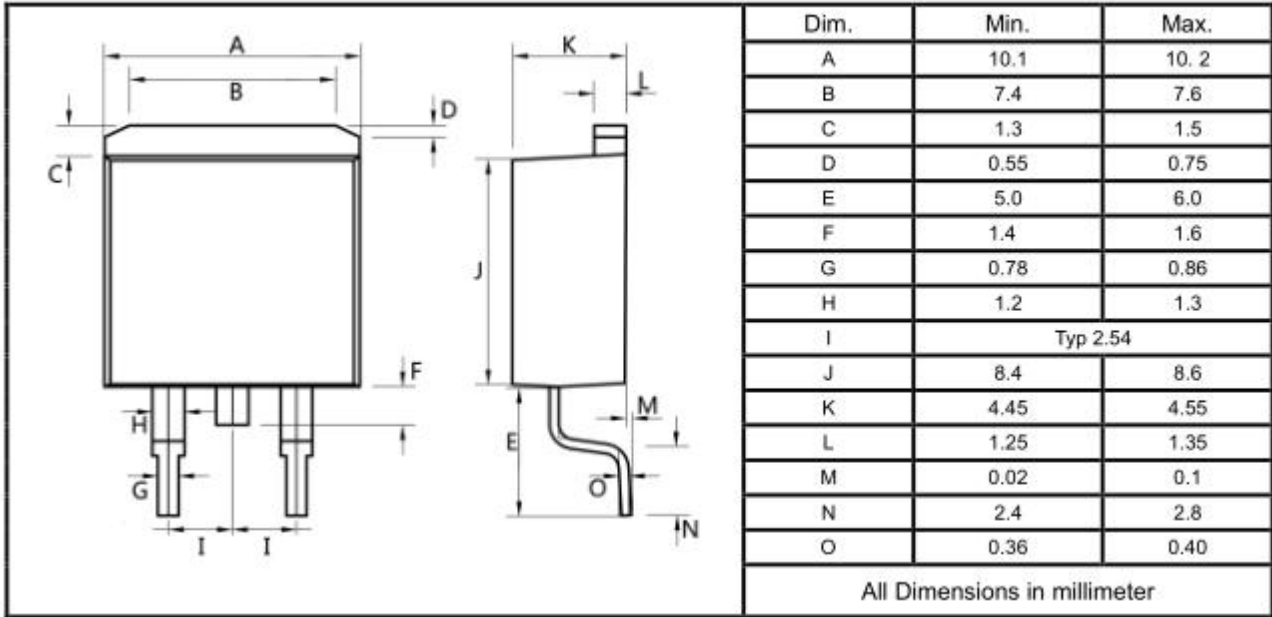 A
B
D
C
F
H
G
I I
K
L
J
M
E
O
N
Dim. Min. Max.
A 10.1 10. 2
B 7.4 7.6
C 1.3 1.5
D 0.55 0.75
E 5.0 6.0
F 1.4 1.6
G 0.78 0.86
H 1.2 1.3
I Typ 2.54
J 8.4 8.6
K 4.45 4.55
L 1.25 1.35
M 0.02 0.1
N 2.4 2.8
O 0.36 0.40
All Dimensions in millimeter